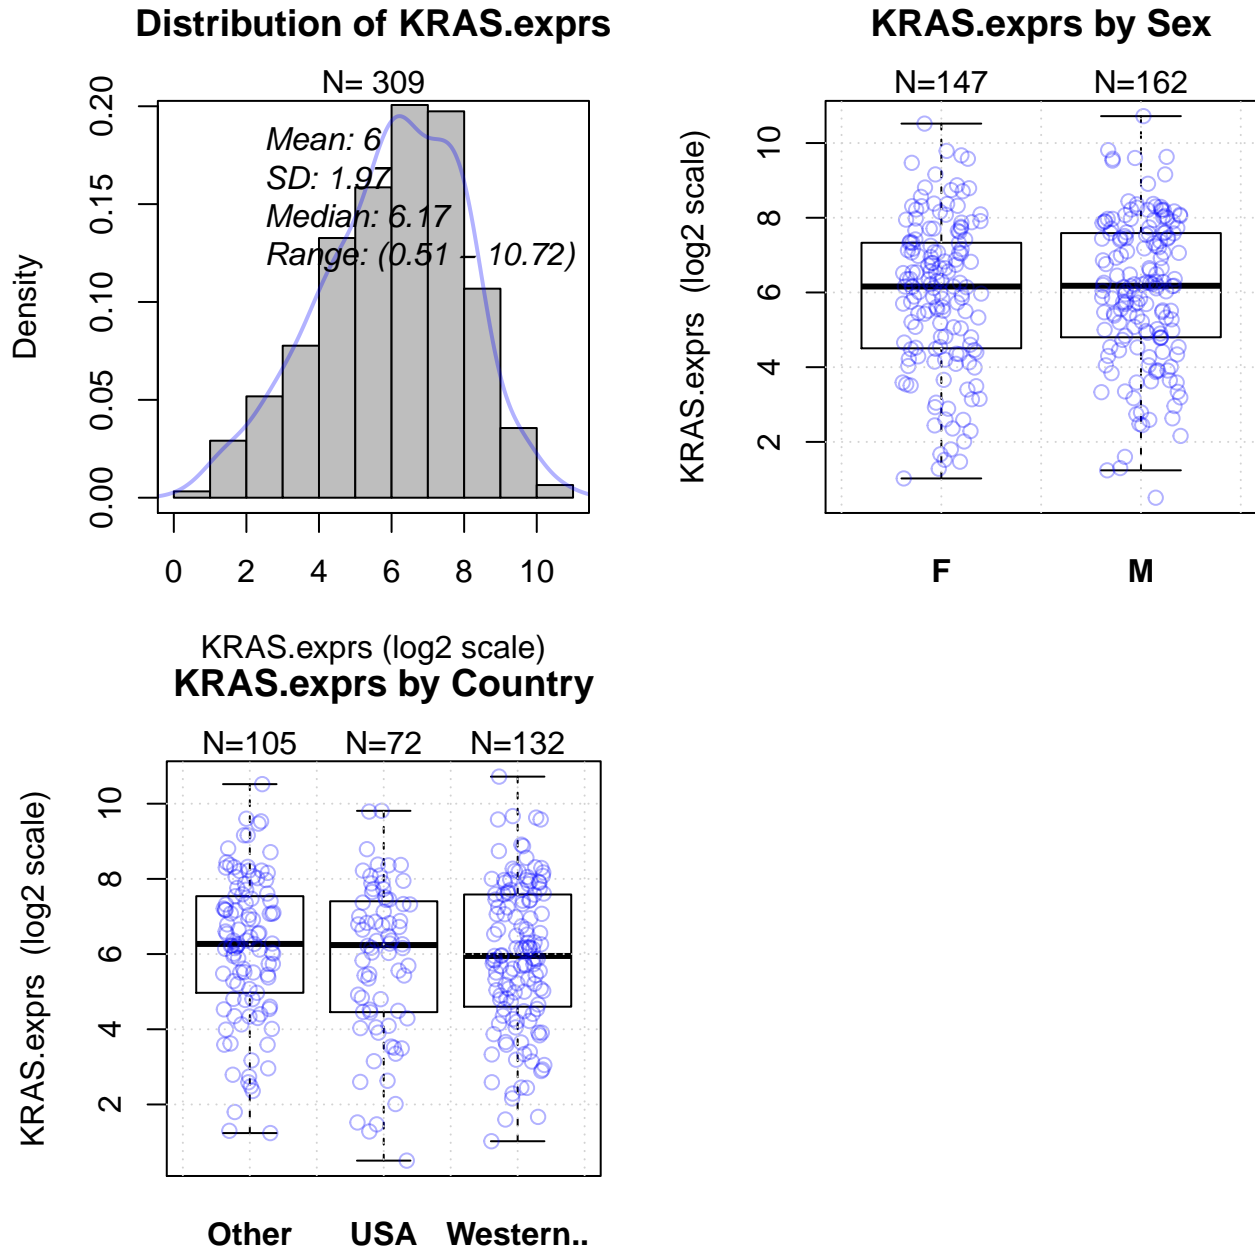 Distribution of KRAS.exprs
N= 309
Mean: 6
SD: 1.97
Median: 6.17
Range: (0.51 – 10.72)
Density
0.00
0.05
0.10
0.15
0.20
0 2 4 6 8 10
KRAS.exprs (log2 scale)
KRAS.exprs by Sex
N=147 N=162
KRAS.exprs (log2 scale)
2
4
6
8
10
F M
KRAS.exprs by Country
N=105 N=72 N=132
KRAS.exprs (log2 scale)
2
4
6
8
10
Other USA Western..